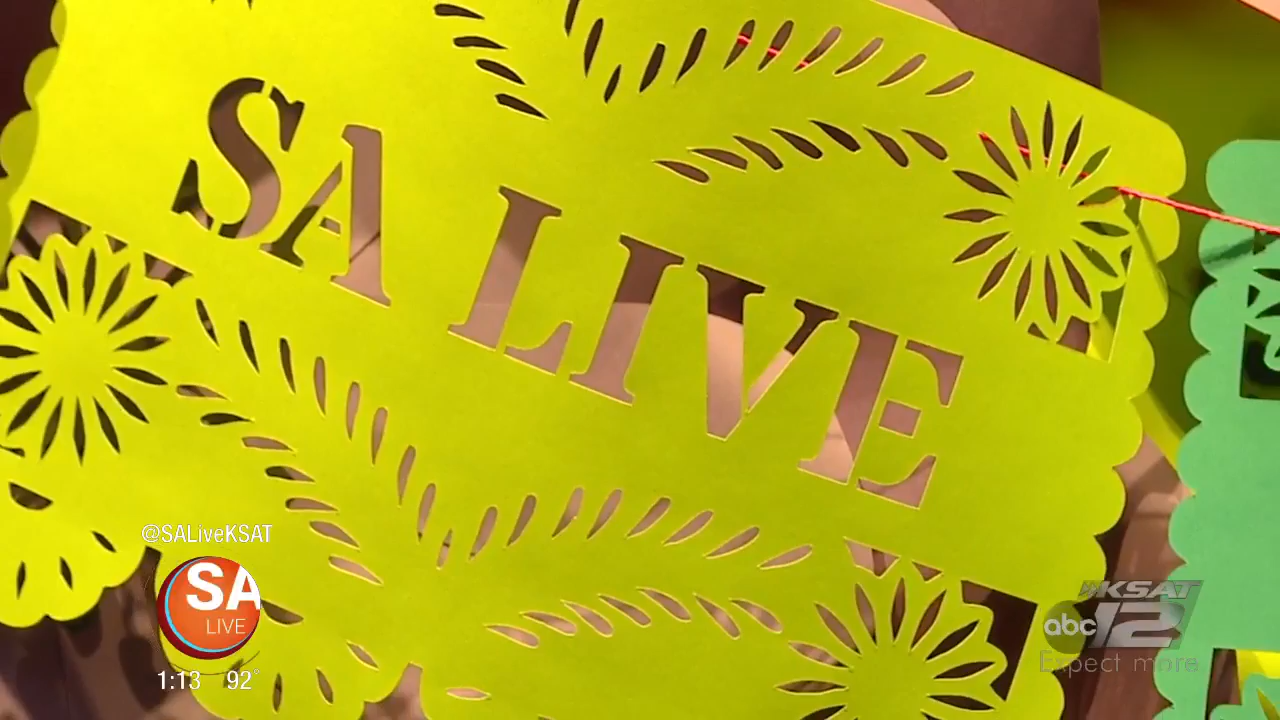 SA LIVE
@SALiveKSAT
SA
LIVE
1:13 92°
KSAT
abc 12
Expect more